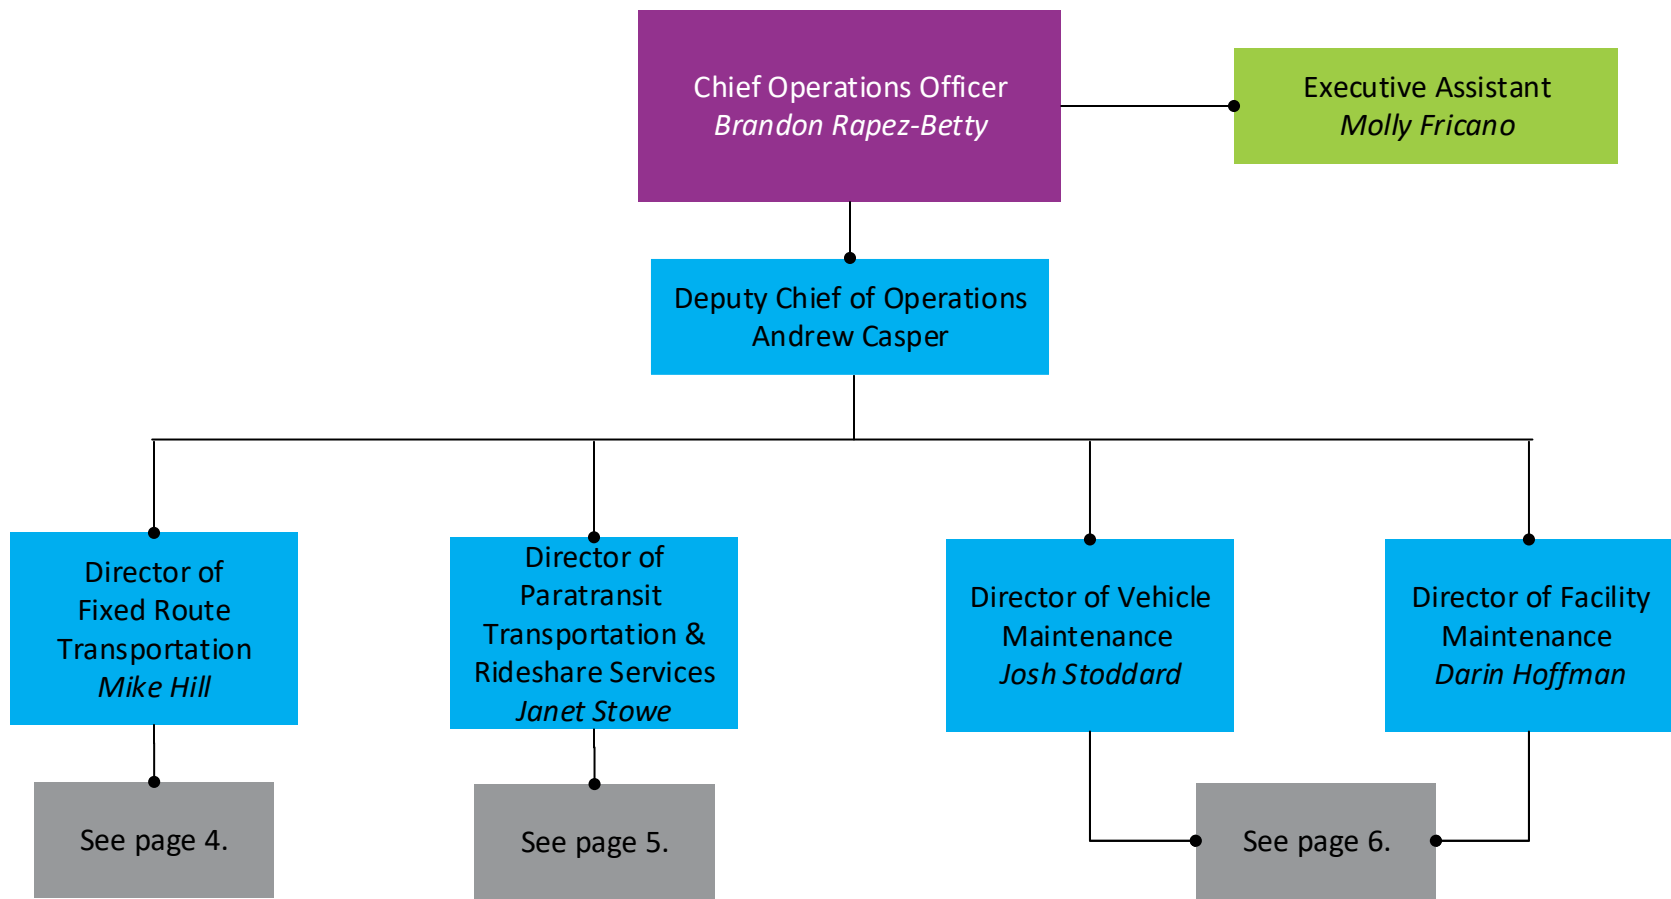 Chief Operations Officer
Brandon Rapez-Betty
Executive Assistant
Molly Fricano
Deputy Chief of Operations
Andrew Casper
Director of
Fixed Route
Transportation
Mike Hill
Director of
Paratransit
Transportation &
Rideshare Services
Janet Stowe
Director of Vehicle
Maintenance
Josh Stoddard
Director of Facility
Maintenance
Darin Hoffman
See page 4.
See page 5.
See page 6.